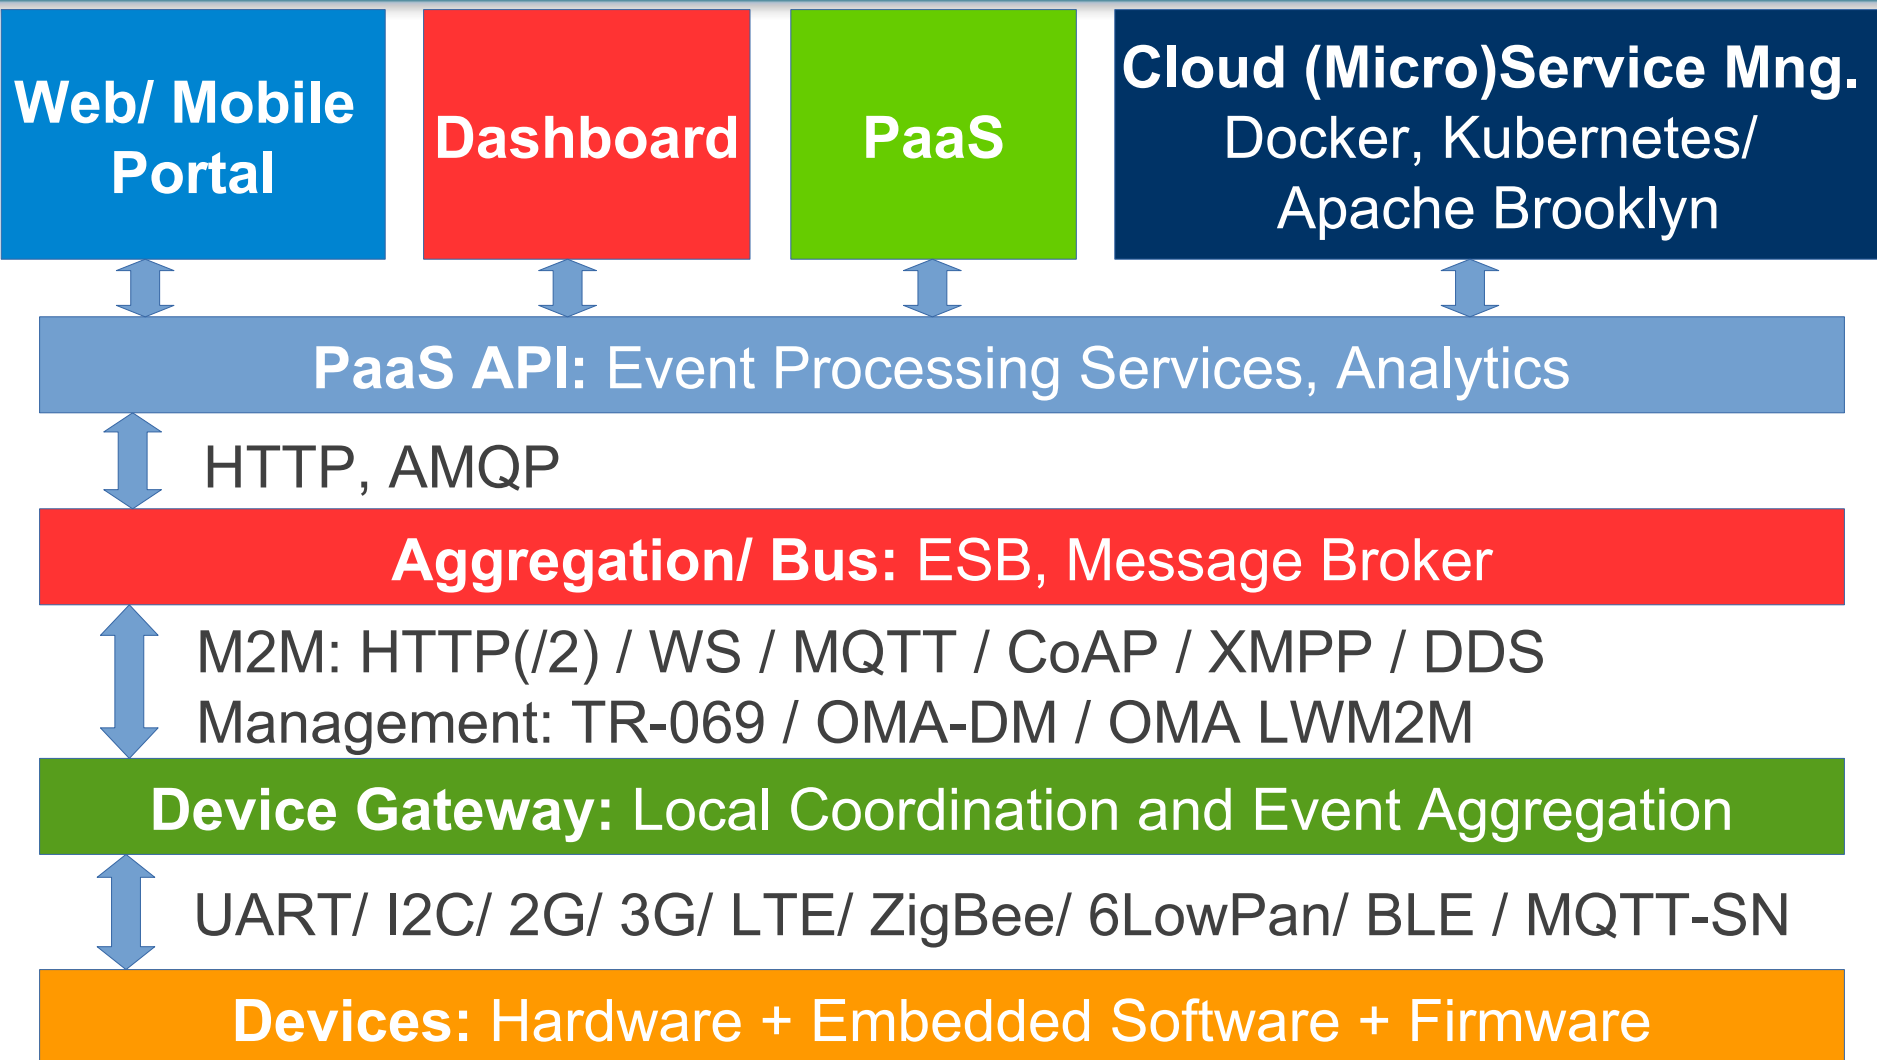 Web/ Mobile
Portal
Dashboard
PaaS
Cloud (Micro)Service Mng.
Docker, Kubernetes/
Apache Brooklyn
PaaS API: Event Processing Services, Analytics
HTTP, AMQP
Aggregation/ Bus: ESB, Message Broker
M2M: HTTP(/2) / WS / MQTT / CoAP / XMPP / DDS
Management: TR-069 / OMA-DM / OMA LWM2M
Device Gateway: Local Coordination and Event Aggregation
UART/ I2C/ 2G/ 3G/ LTE/ ZigBee/ 6LowPan/ BLE / MQTT-SN
Devices: Hardware + Embedded Software + Firmware